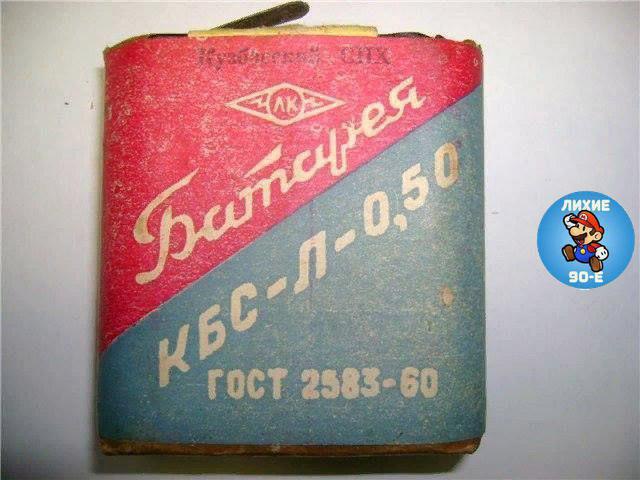 Кузбасский СНХ
ЛК
Батарея
КБС-Л-0,50
ГОСТ 2583-60
ЛИХИЕ
90-Е